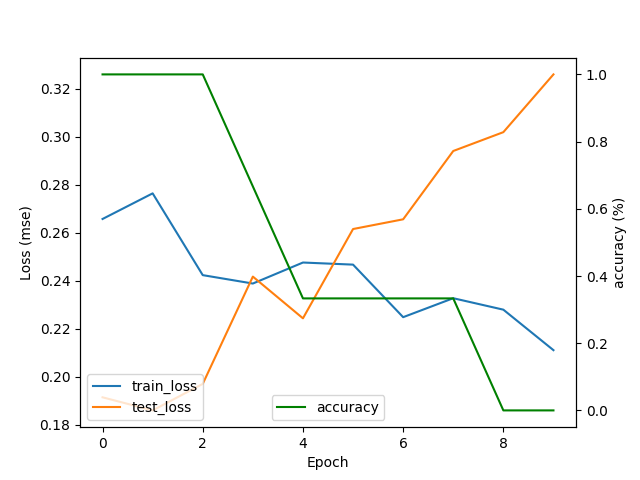 0.32
0.30
0.28
0.26
0.24
0.22
0.20
0.18
Loss (mse)
1.0
0.8
0.6
0.4
0.2
0.0
accuracy (%)
train_loss
test_loss
accuracy
0 2 4 6 8
Epoch